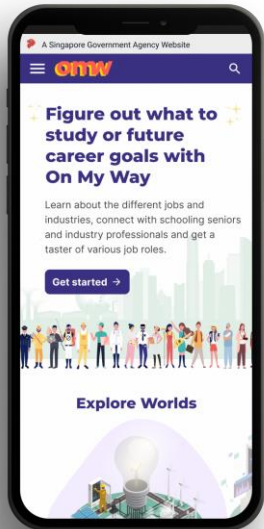 A Singapore Government Agency Website
omw
Figure out what to
study or future
career goals with
On My Way
Learn about the different jobs and
industries, connect with schooling seniors
and industry professionals and get a
taster of various job roles.
Get started →
Explore Worlds